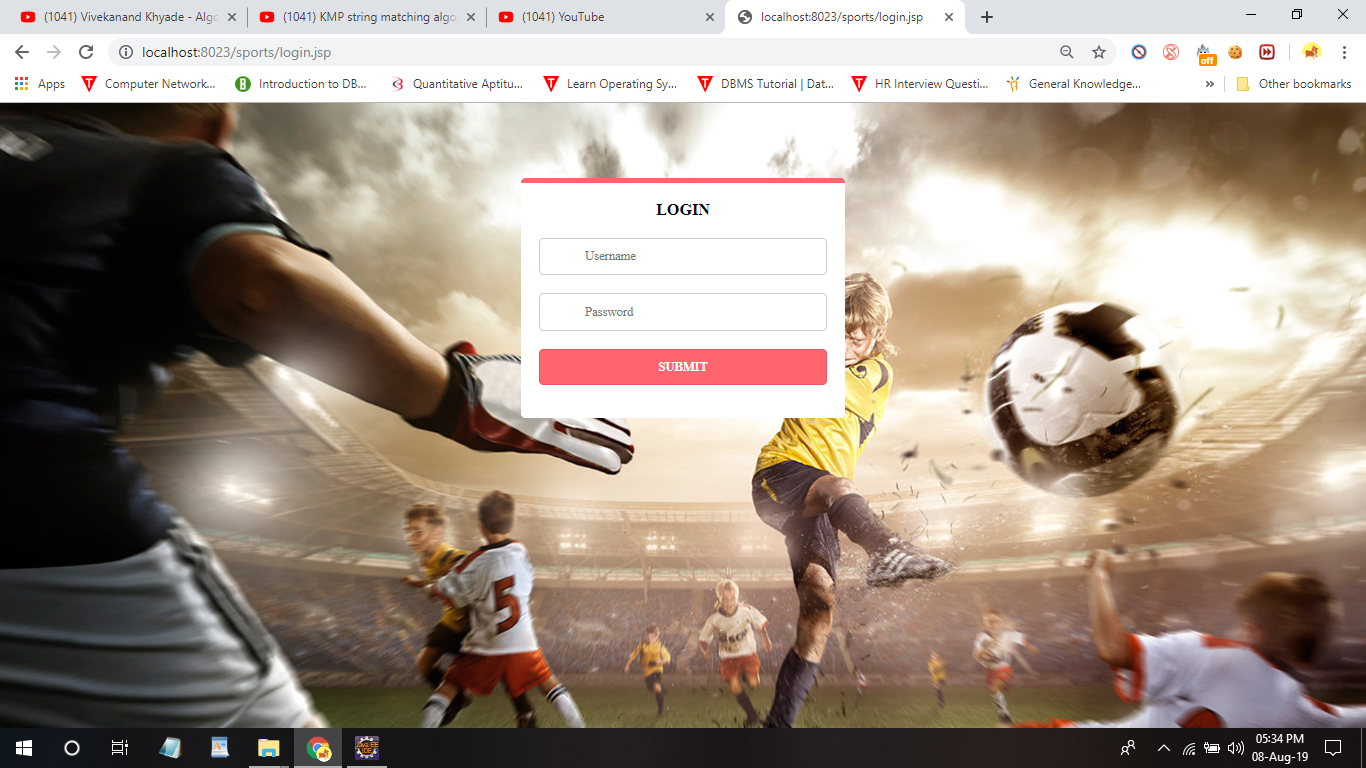 (1041) Vivekanand Khyade - Algo
(1041) KMP string matching algo
(1041) YouTube
localhost:8023/sports/login.jsp
localhost:8023/sports/login.jsp
off
Apps
Computer Network...
Introduction to DB...
Quantitative Aptitu...
Learn Operating Sy...
DBMS Tutorial | Dat...
HR Interview Questi...
General Knowledge...
»
Other bookmarks
LOGIN
Username
Password
SUBMIT
5
05:34 PM
08-Aug-19